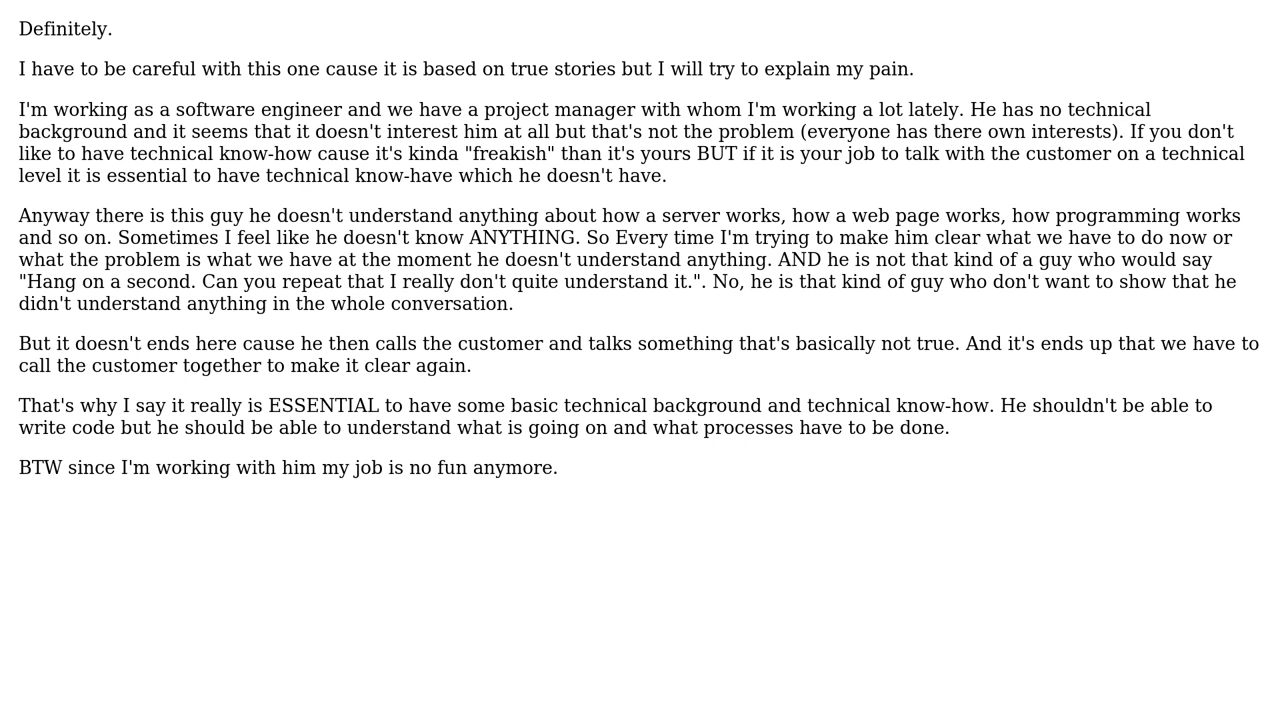 Definitely.
I have to be careful with this one cause it is based on true stories but I will try to explain my pain.
I'm working as a software engineer and we have a project manager with whom I'm working a lot lately. He has no technical
background and it seems that it doesn't interest him at all but that's not the problem (everyone has there own interests). If you don't
like to have technical know-how cause it's kinda "freakish" than it's yours BUT if it is your job to talk with the customer on a technical
level it is essential to have technical know-have which he doesn't have.
Anyway there is this guy he doesn't understand anything about how a server works, how a web page works, how programming works
and so on. Sometimes I feel like he doesn't know ANYTHING. So Every time I'm trying to make him clear what we have to do now or
what the problem is what we have at the moment he doesn't understand anything. AND he is not that kind of a guy who would say
"Hang on a second. Can you repeat that I really don't quite understand it.". No, he is that kind of guy who don't want to show that he
didn't understand anything in the whole conversation.
But it doesn't ends here cause he then calls the customer and talks something that's basically not true. And it's ends up that we have to
call the customer together to make it clear again.
That's why I say it really is ESSENTIAL to have some basic technical background and technical know-how. He shouldn't be able to
write code but he should be able to understand what is going on and what processes have to be done.
BTW since I'm working with him my job is no fun anymore.